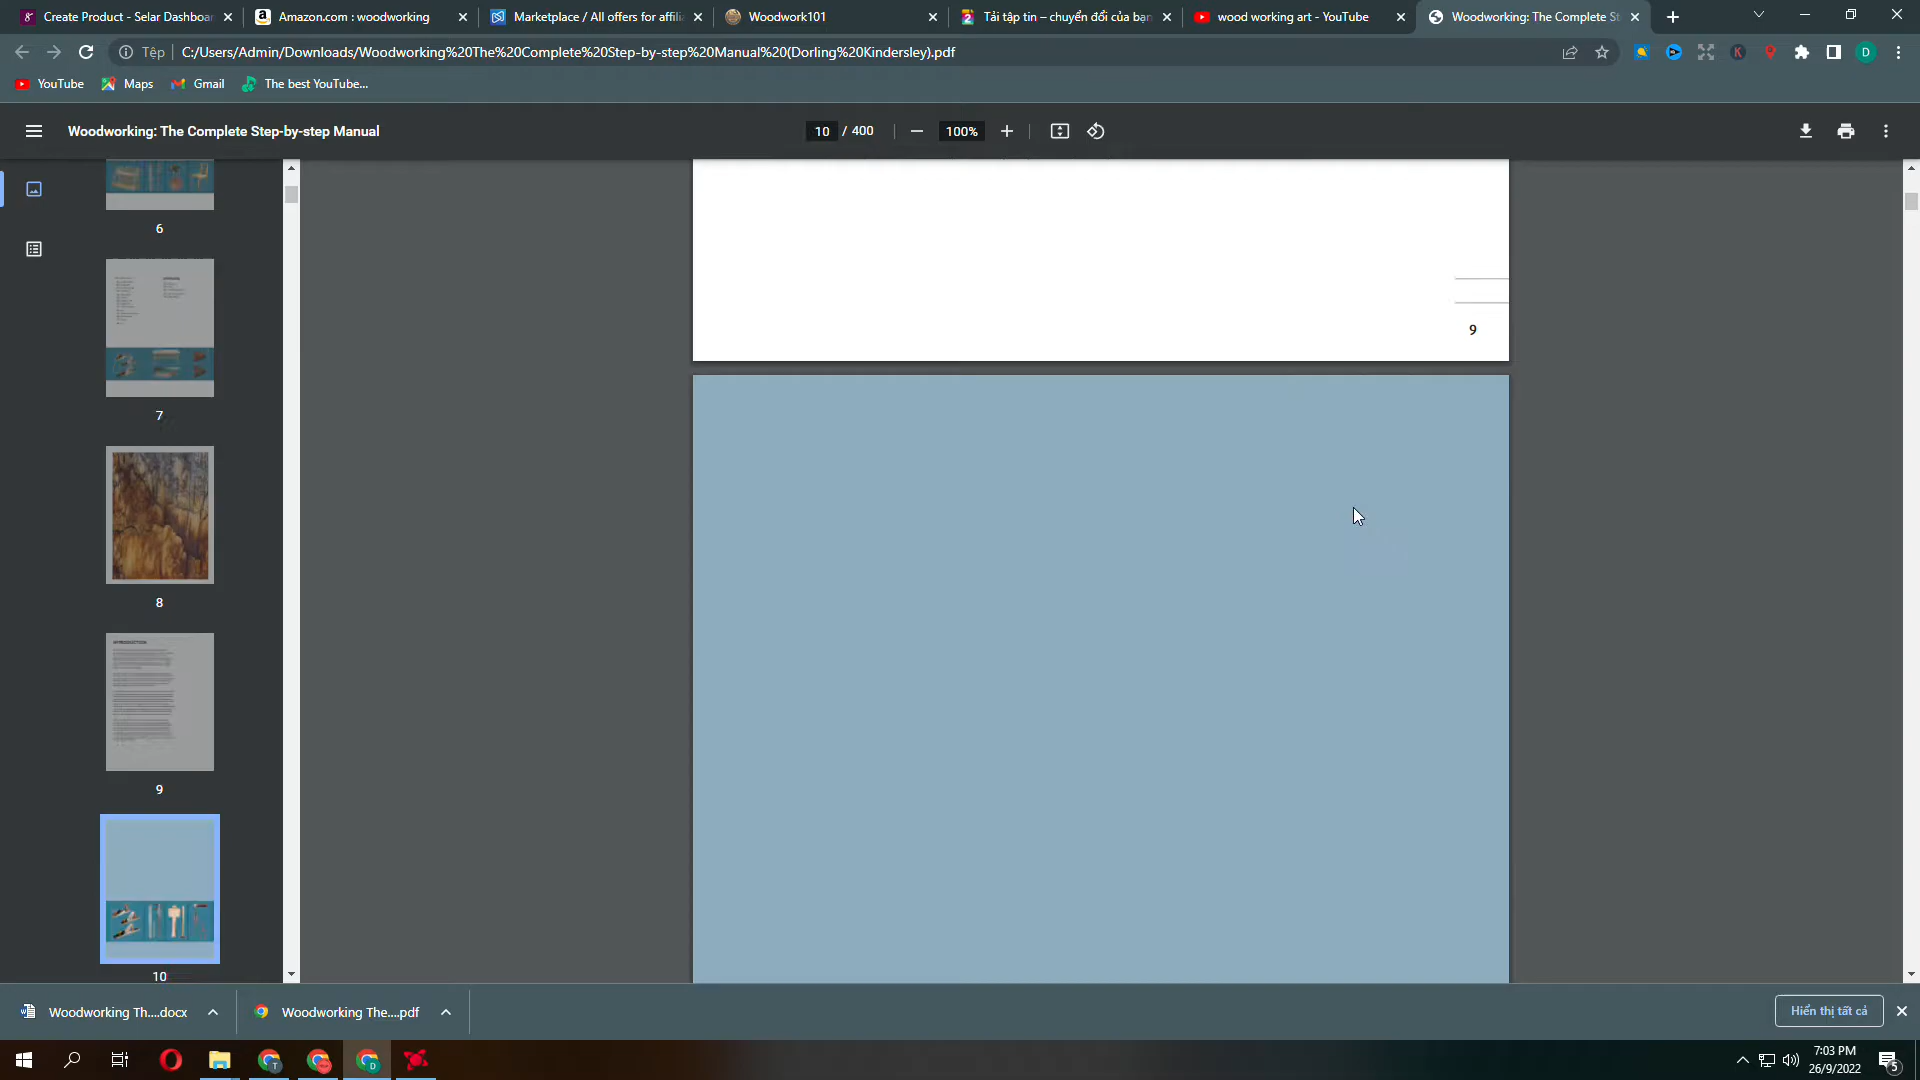 Create Product - Selar Dashboa
Amazon.com : woodworking
Marketplace / All offers for affilia
Woodwork101
Tải tập tin – chuyển đổi của bạn
wood working art - YouTube
Woodworking: The Complete St
Tệp
C:/Users/Admin/Downloads/Woodworking%20The%20Complete%20Step-by-step%20Manual%20(Dorling%20Kindersley).pdf
K
D
YouTube
Maps
Gmail
The best YouTube...
Woodworking: The Complete Step-by-step Manual
10 / 400
100%
6
7
8
9
10
9
Woodworking Th....docx
Woodworking The....pdf
Hiển thị tất cả
T
D
7:03 PM
26/9/2022
5